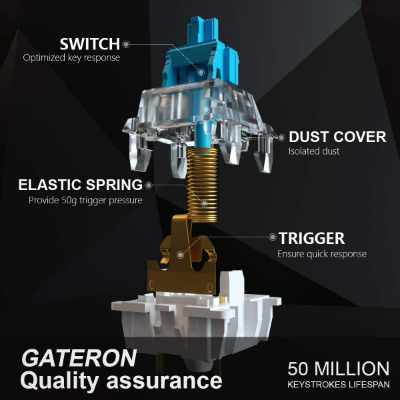 SWITCH
Optimized key response
DUST COVER
Isolated dust
ELASTIC SPRING
Provide 50g trigger pressure
TRIGGER
Ensure quick response
GATERON
Quality assurance
50 MILLION
KEYSTROKES LIFESPAN